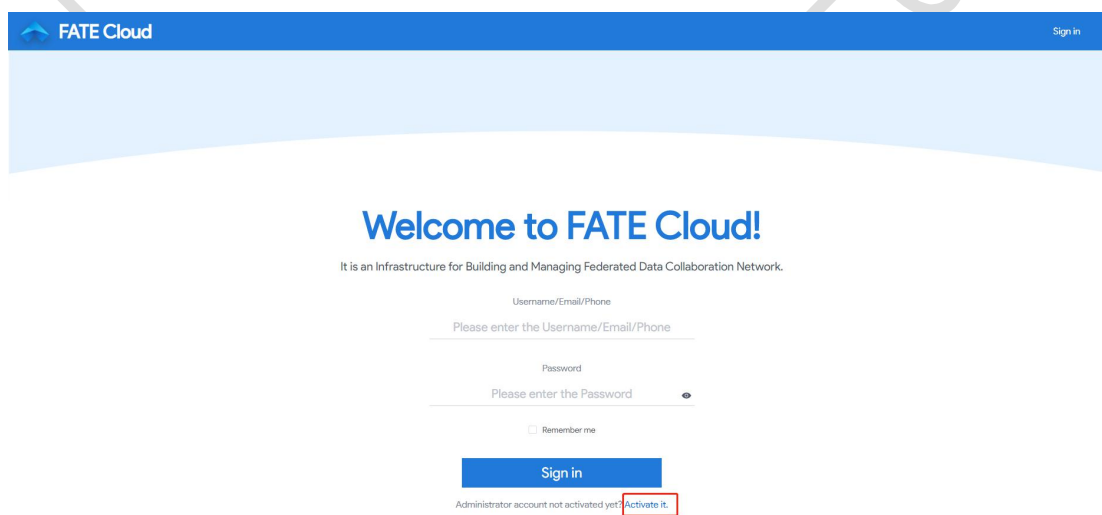 FATE Cloud
Sign in
Welcome to FATE Cloud!
It is an Infrastructure for Building and Managing Federated Data Collaboration Network.
Username/Email/Phone
Please enter the Username/Email/Phone
Password
Please enter the Password
Remember me
Sign in
Administrator account not activated yet? Activate it.